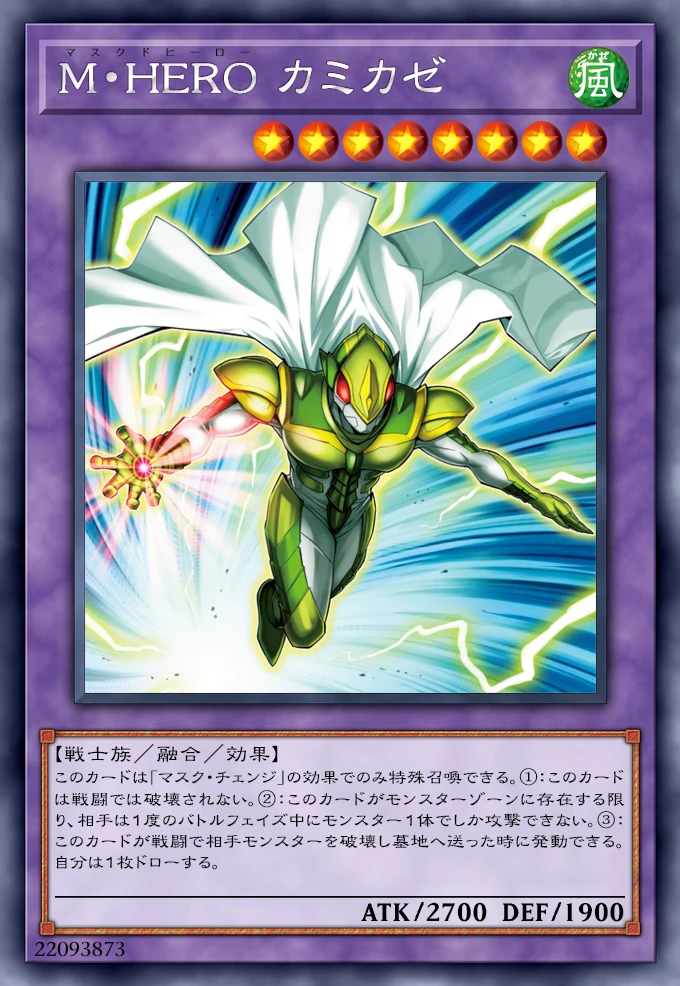 マスクドヒーロー
M・HERO カミカゼ
かぜ
風
【戦士族／融合／効果】
このカードは「マスク・チェンジ」の効果でのみ特殊召喚できる。①：このカード
は戦闘では破壊されない。②：このカードがモンスターゾーンに存在する限
り、相手は１度のバトルフェイズ中にモンスター１体でしか攻撃できない。③：
このカードが戦闘で相手モンスターを破壊し墓地へ送った時に発動できる。
自分は１枚ドローする。
ATK/2700 DEF/1900
22093873